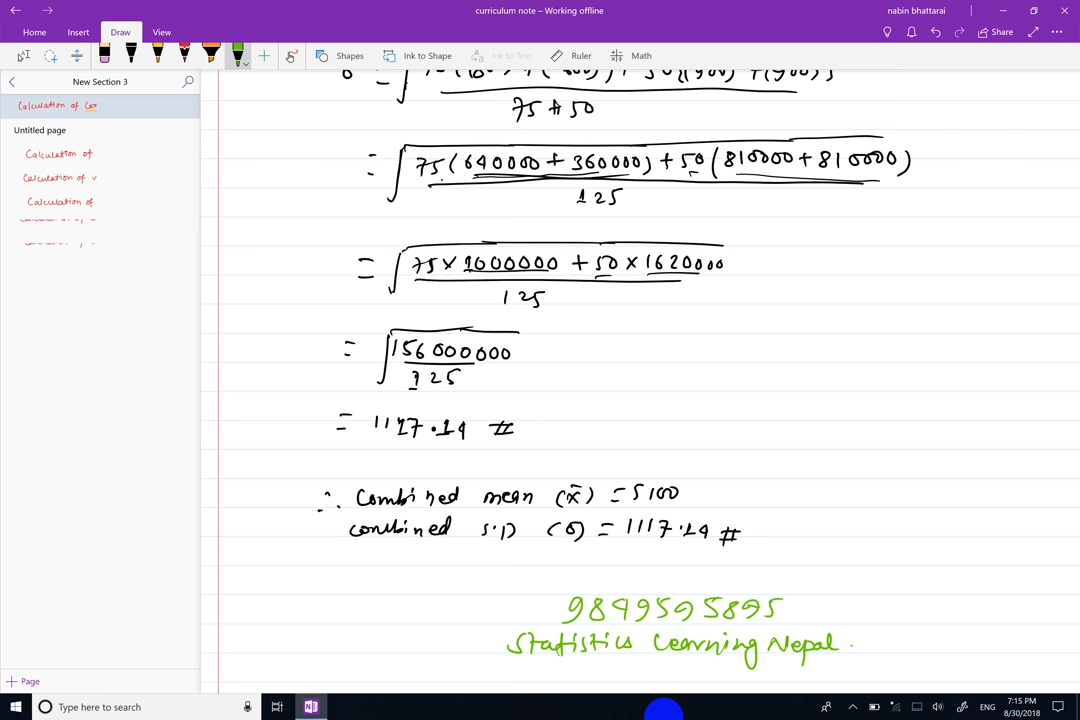 curriculum note – Working offline
nabin bhattarai
Home Insert Draw View
Share
Shapes Ink to Shape Ink to Text Ruler Math
New Section 3
Calculation of Com
Untitled page
Calculation of
Calculation of v
Calculation of
75 + 50
= √ 75 (640000 + 360000) + 50 (810000 + 810000)
125
= √ 75 × 1000000 + 50 × 1620000
125
= √ 156000000
125
= 1117.14 #
∴ Combined mean (x̄) = 5100
combined S.D (σ) = 1117.14 #
9849595895
Statistics Learning Nepal.
Page
Type here to search
ENG
7:15 PM
8/30/2018